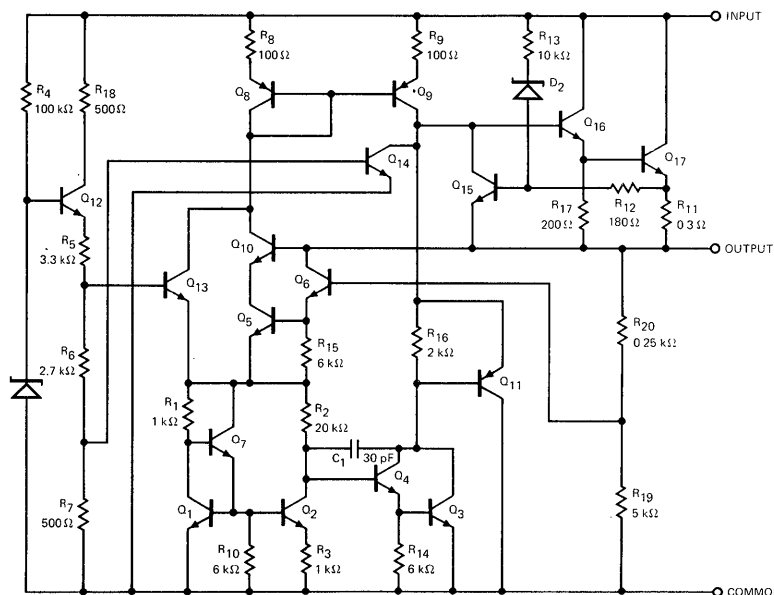 INPUT
R8
100 Ω
R9
100 Ω
R13
10 kΩ
R4
100 kΩ
R18
500Ω
Q8
Q9
D2
Q16
Q14
Q17
Q12
Q15
R17
200 Ω
R12
180Ω
R11
0 3 Ω
R5
3.3 kΩ
Q10
OUTPUT
Q13
Q6
Q5
R16
2 kΩ
R20
0 25 kΩ
R6
2.7 kΩ
R15
6 kΩ
Q11
R1
1 kΩ
R2
20 kΩ
Q7
C1
30 pF
Q4
R7
500Ω
Q1
Q2
Q3
R19
5 kΩ
R10
6 kΩ
R3
1 kΩ
R14
6 kΩ
COMMO